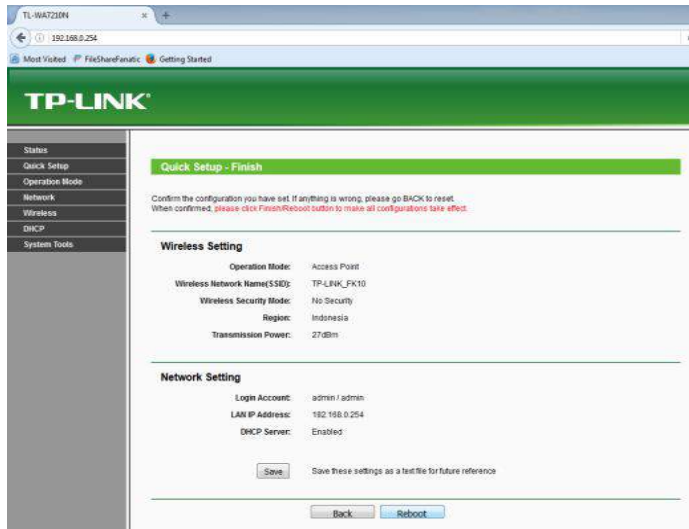 TL-WA7210N
192.168.0.254
Most Visited FileShareFanatic Getting Started
TP-LINK
Status
Quick Setup
Operation Mode
Network
Wireless
DHCP
System Tools
Quick Setup - Finish
Confirm the configuration you have set. If anything is wrong, please go BACK to reset.
When confirmed, please click Finish/Reboot button to make all configurations take effect.
Wireless Setting
Operation Mode: Access Point
Wireless Network Name(SSID): TP-LINK_FK10
Wireless Security Mode: No Security
Region: Indonesia
Transmission Power: 27dBm
Network Setting
Login Account: admin / admin
LAN IP Address: 192.168.0.254
DHCP Server: Enabled
Save Save these settings as a text file for future reference
Back Reboot